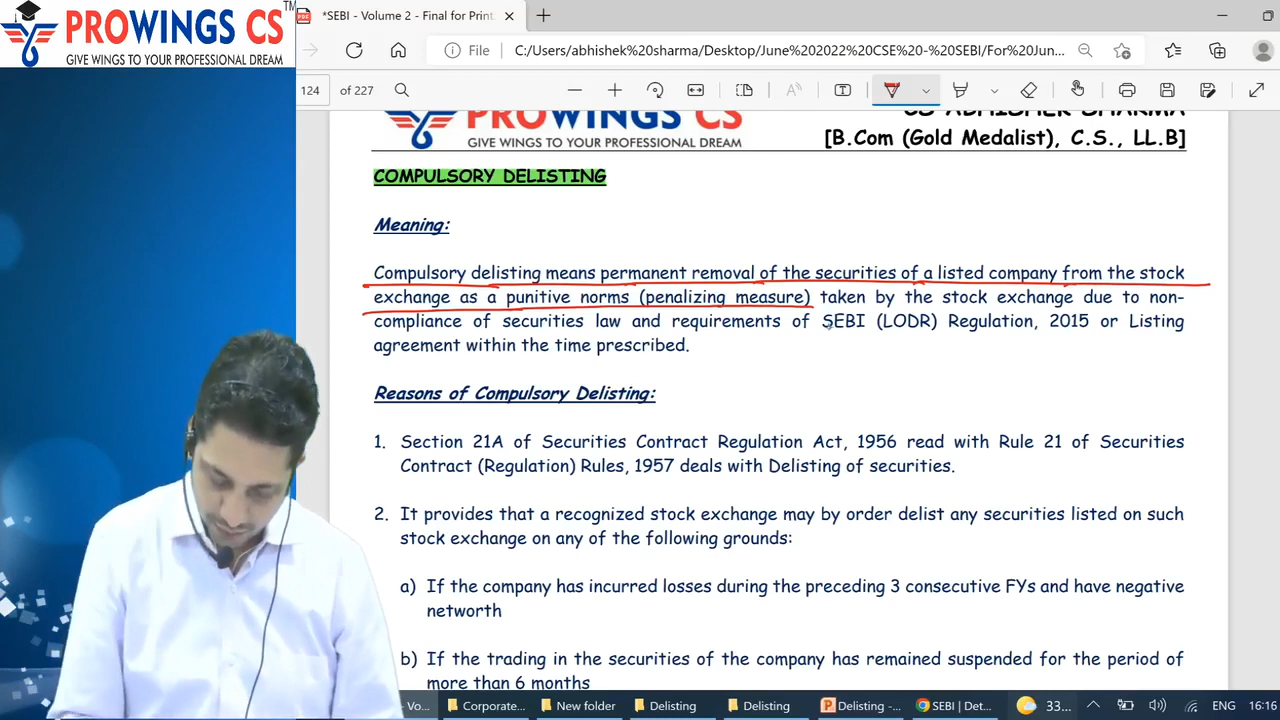 PROWINGS CS TM
GIVE WINGS TO YOUR PROFESSIONAL DREAM
*SEBI - Volume 2 - Final for Print.
File C:/Users/abhishek%20sharma/Desktop/June%202022%20CSE%20-%20SEBI/For%20Jun...
124 of 227
PROWINGS CS
GIVE WINGS TO YOUR PROFESSIONAL DREAM
[B.Com (Gold Medalist), C.S., LL.B]
COMPULSORY DELISTING
Meaning:
Compulsory delisting means permanent removal of the securities of a listed company from the stock
exchange as a punitive norms (penalizing measure) taken by the stock exchange due to non-
compliance of securities law and requirements of SEBI (LODR) Regulation, 2015 or Listing
agreement within the time prescribed.
Reasons of Compulsory Delisting:
1. Section 21A of Securities Contract Regulation Act, 1956 read with Rule 21 of Securities
Contract (Regulation) Rules, 1957 deals with Delisting of securities.
2. It provides that a recognized stock exchange may by order delist any securities listed on such
stock exchange on any of the following grounds:
a) If the company has incurred losses during the preceding 3 consecutive FYs and have negative
networth
b) If the trading in the securities of the company has remained suspended for the period of
more than 6 months
- Vo... Corporate... New folder Delisting Delisting Delisting -... SEBI | Det... 33... ENG 16:16